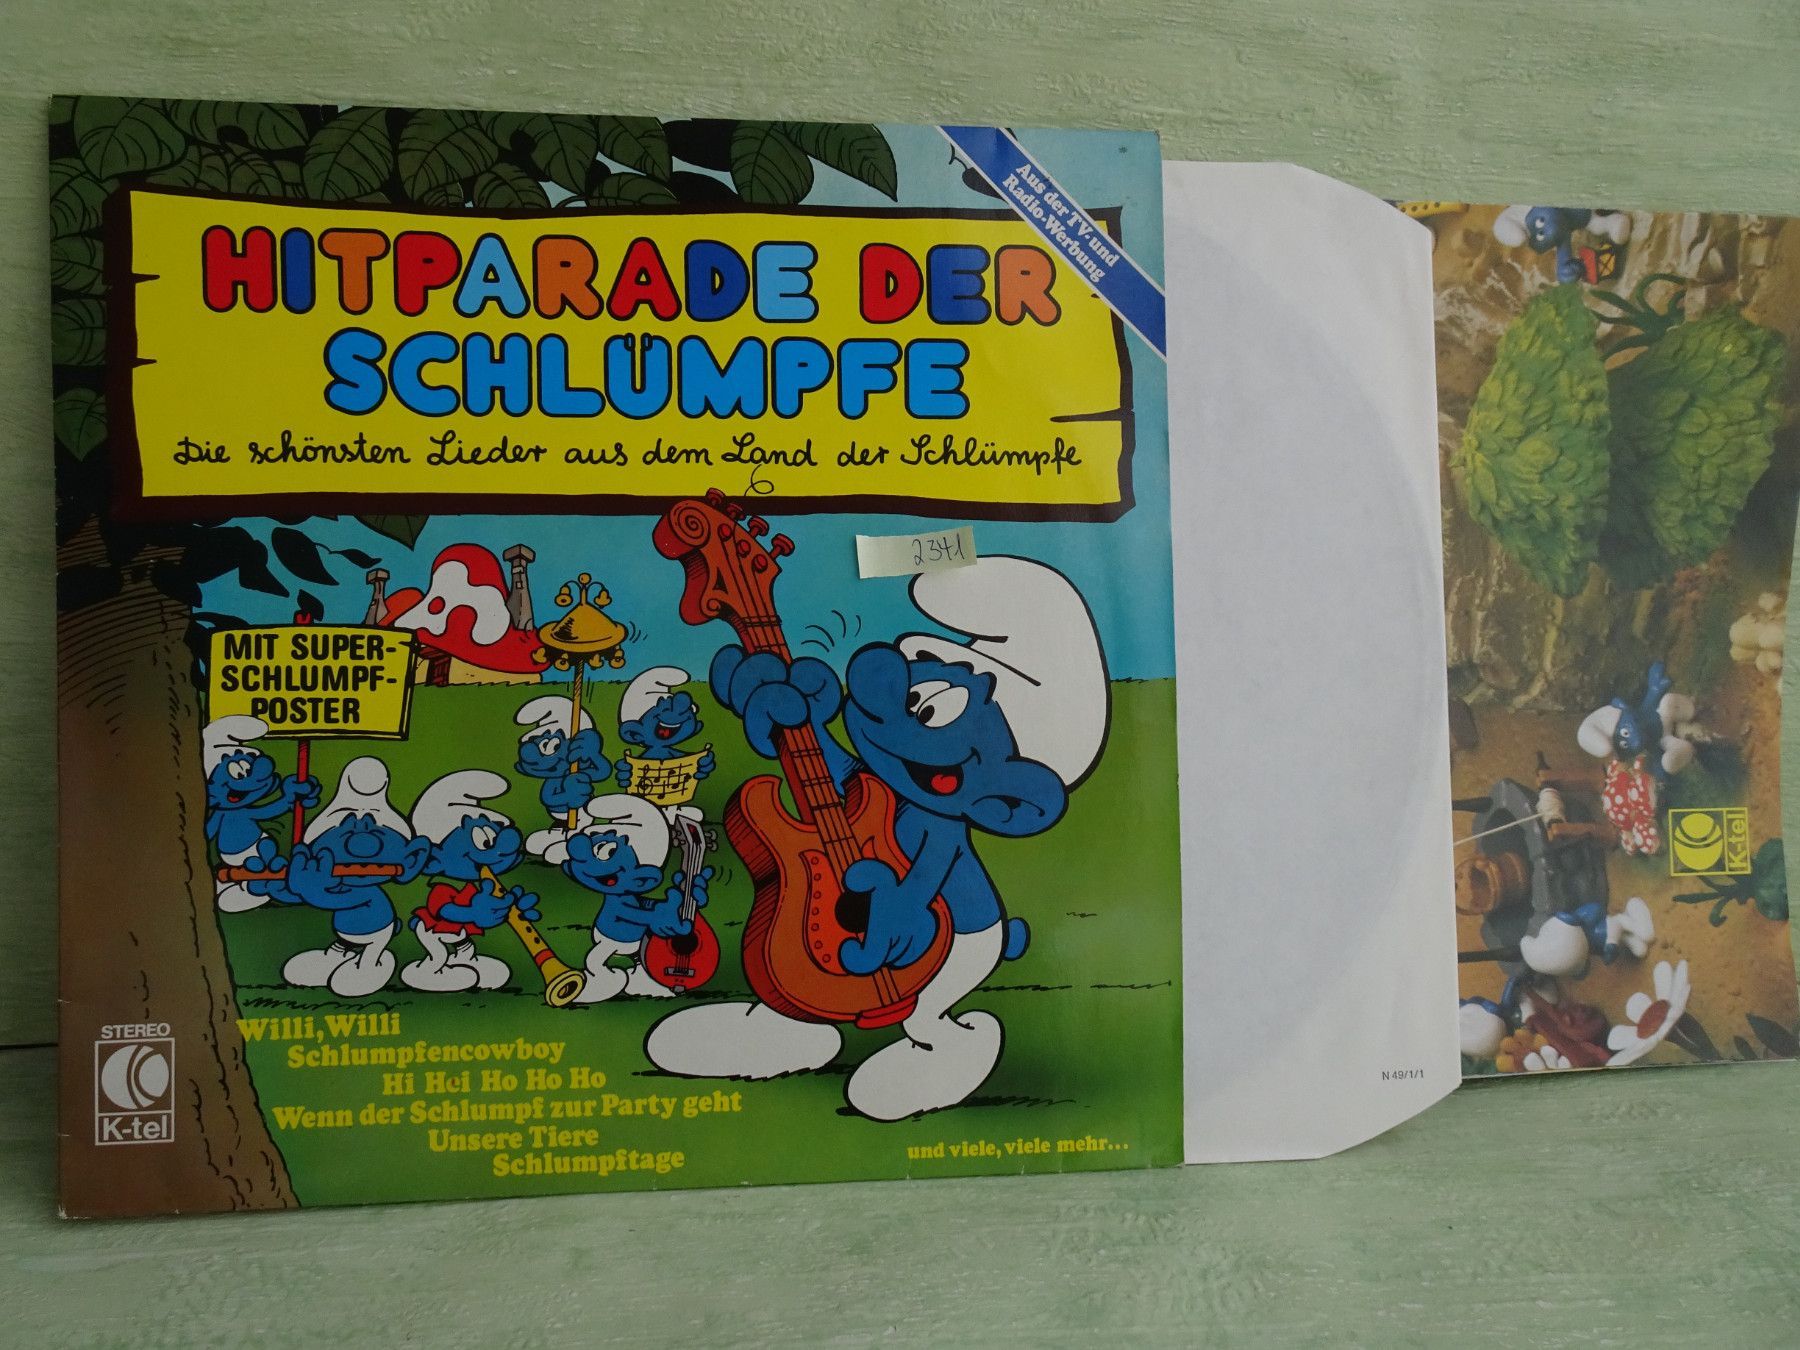 Aus der TV-und
Radio-Werbung
HITPARADE DER
SCHLÜMPFE
Die schönsten Lieder aus dem Land der Schlümpfe
2341
MIT SUPER-
SCHLUMPF-
POSTER
STEREO
K-tel
Willi, Willi
Schlumpfencowboy
Hi Hei Ho Ho Ho
Wenn der Schlumpf zur Party geht
Unsere Tiere
Schlumpftage
und viele, viele mehr...
N 49/1/1
K-tel